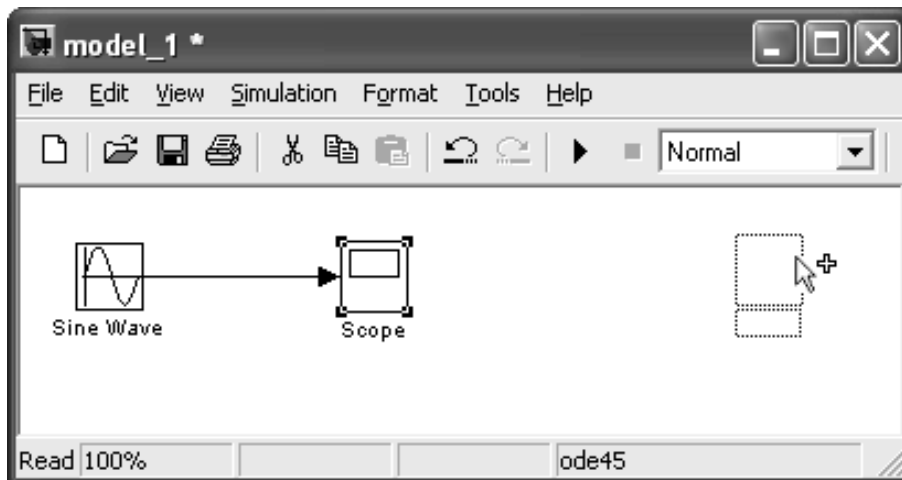 model_1 *
File Edit View Simulation Format Tools Help
Normal
Sine Wave
Scope
Read 100% ode45